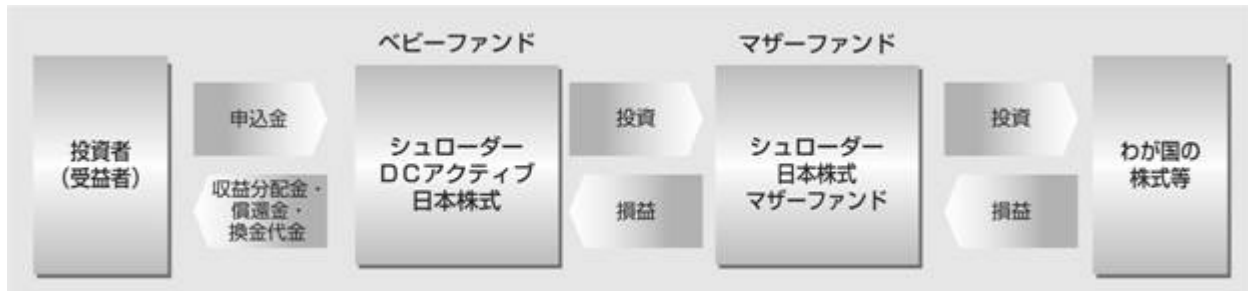 ベビーファンド
マザーファンド
投資者
(受益者)
申込金
収益分配金・
償還金・
換金代金
シュローダー
DCアクティブ
日本株式
投資
損益
シュローダー
日本株式
マザーファンド
投資
損益
わが国の
株式等